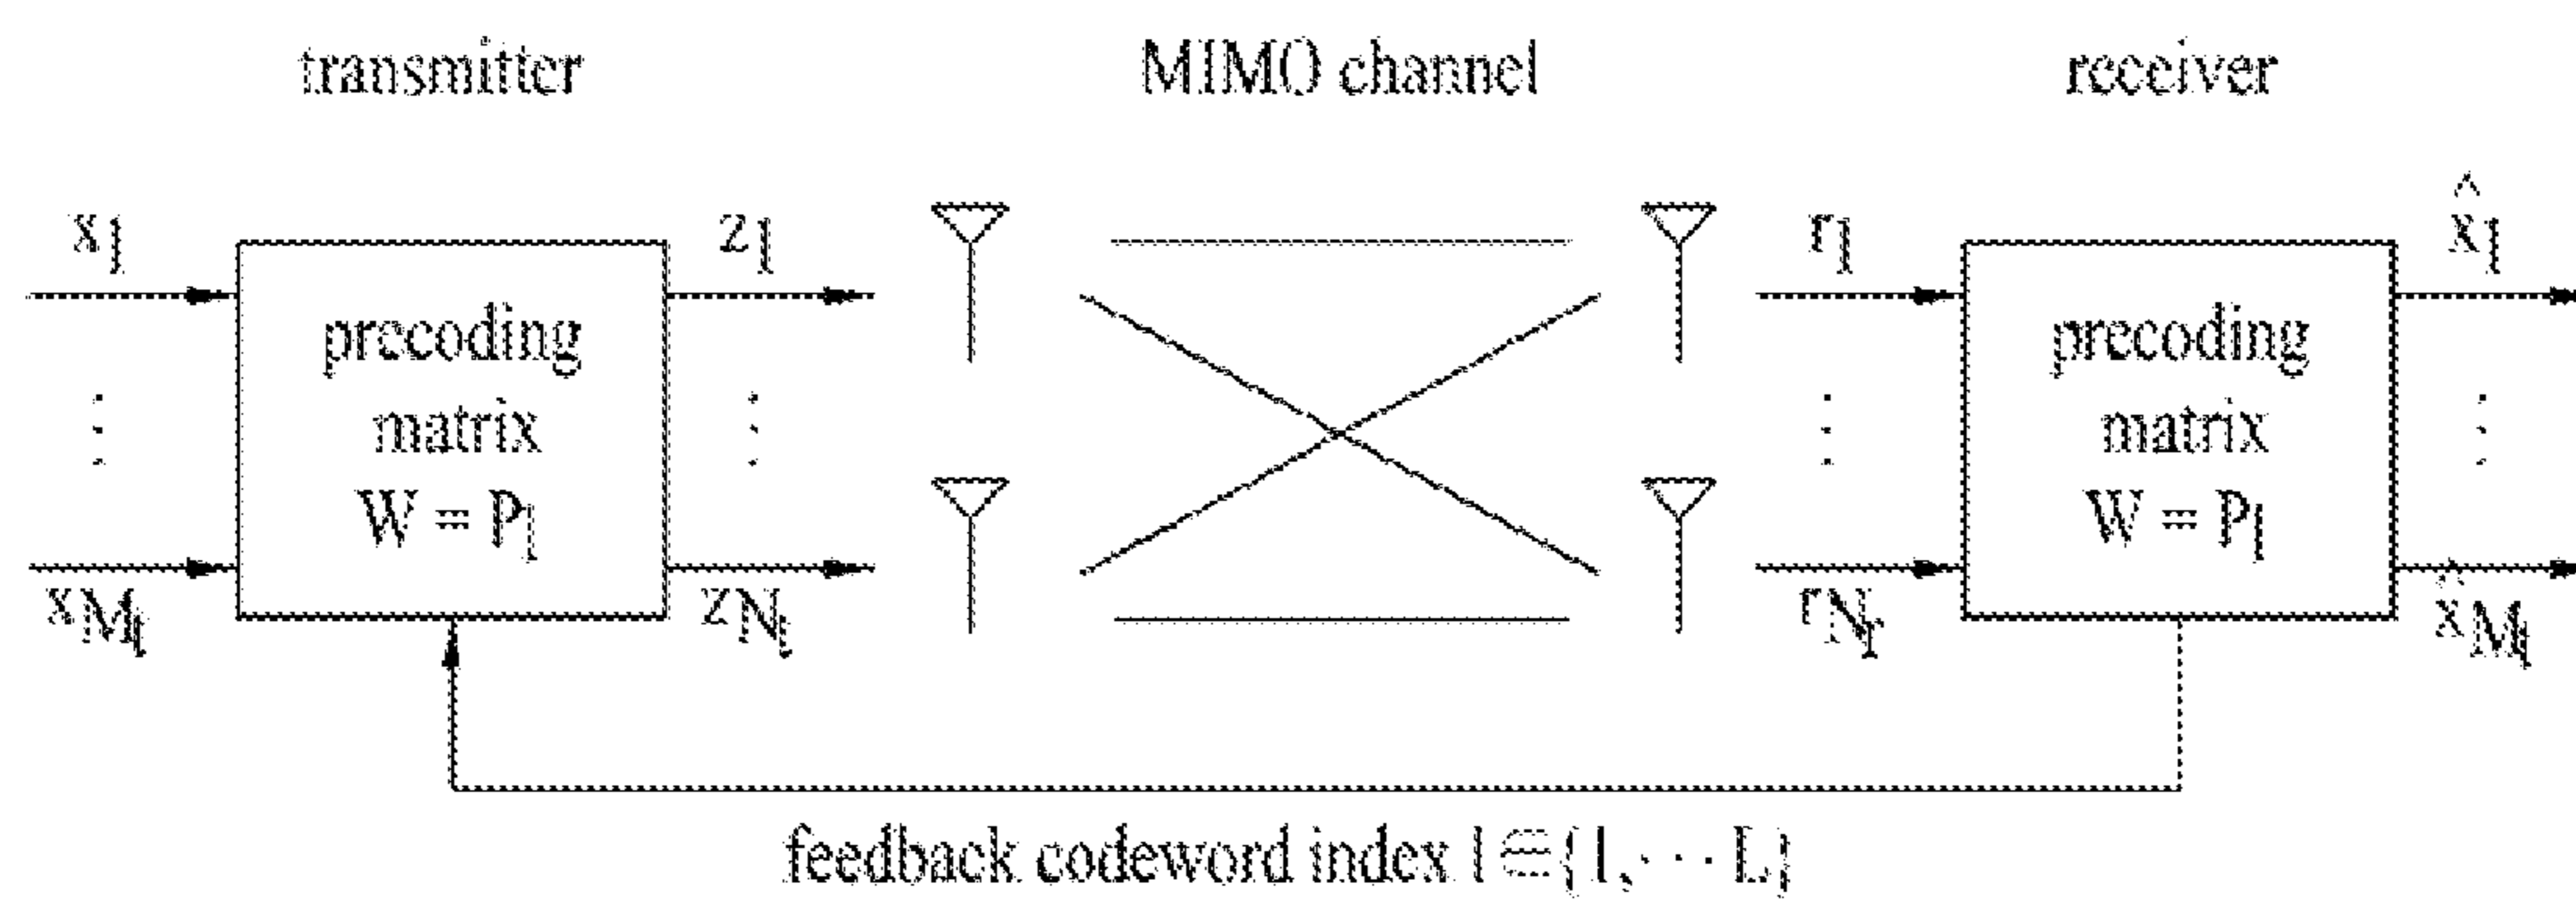 transmitter MIMO channel receiver
x1 z1 r1 x̂1
precoding matrix W = Pl
precoding matrix W = Pl
⋮ ⋮ ⋮ ⋮
xMt zNt rNr x̂Mt
feedback codeword index l ∈ {1, ··· L}